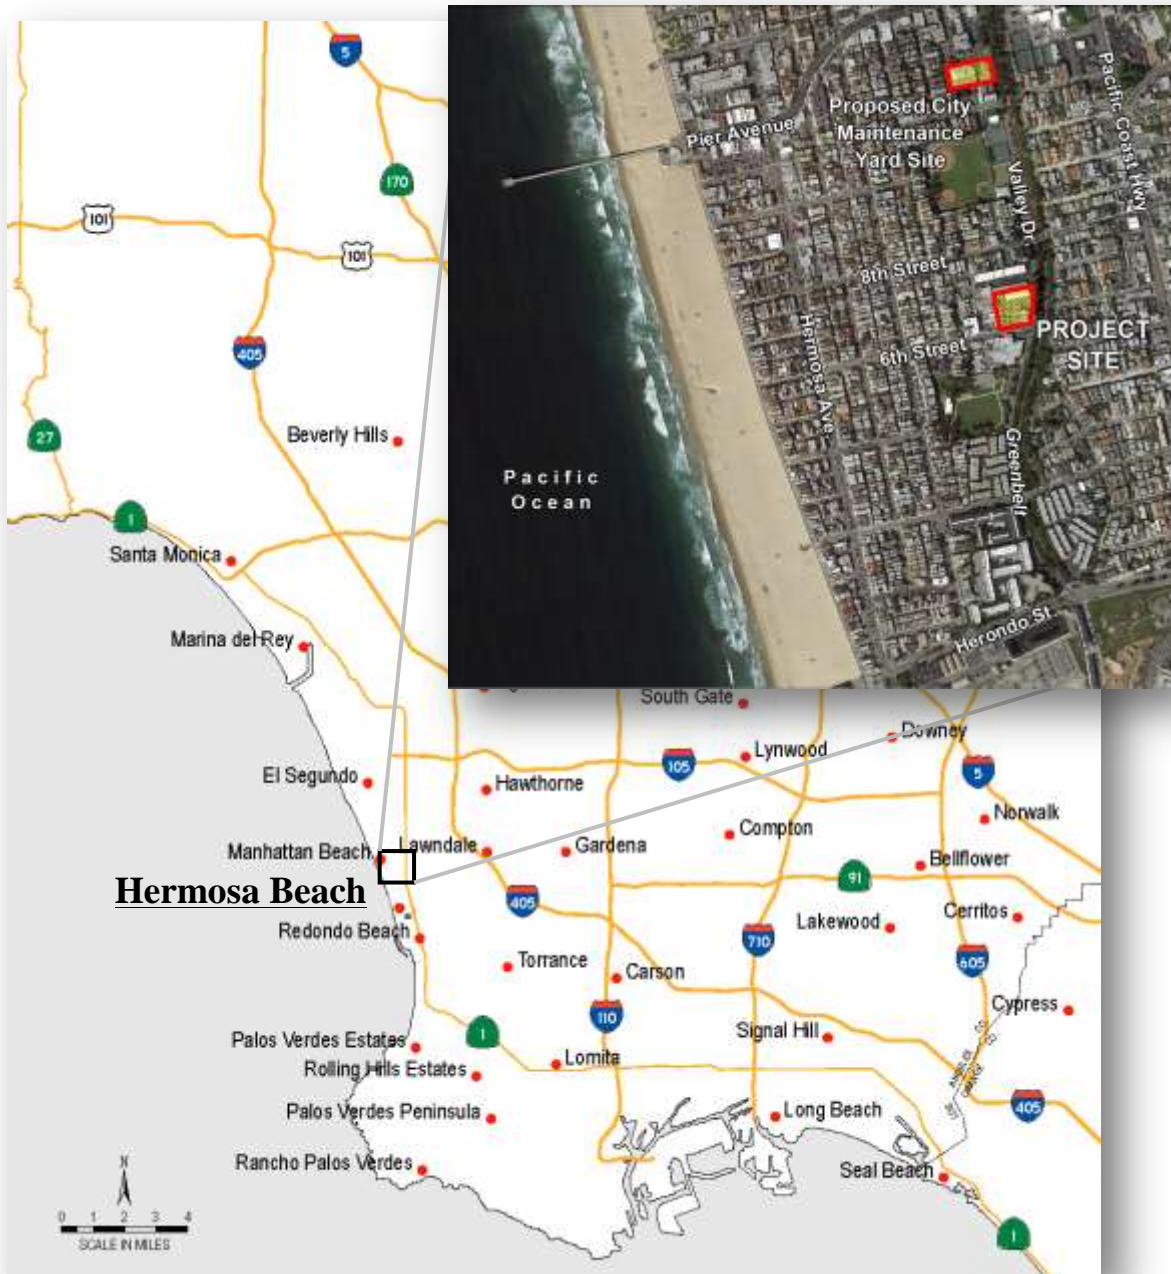 5
170
101
101
405
Beverly Hills
27
1
Santa Monica
Marina del Rey
Pier Avenue
Proposed City
Maintenance
Yard Site
Pacific Coast Hwy
Valley Dr.
8th Street
PROJECT
SITE
6th Street
Hermosa Ave.
Greenbelt
Pacific
Ocean
Herondo St.
South Gate
Downey
Lynwood
105
5
El Segundo
Hawthorne
Norwalk
Compton
Manhattan Beach
Lawndale
Gardena
Bellflower
91
Hermosa Beach
405
Lakewood
Cerritos
Redondo Beach
710
605
Torrance
Carson
Cypress
110
Signal Hill
Palos Verdes Estates
1
Lomita
Rolling Hills Estates
405
Palos Verdes Peninsula
Long Beach
Rancho Palos Verdes
Seal Beach
N
0 1 2 3 4
SCALE IN MILES
1